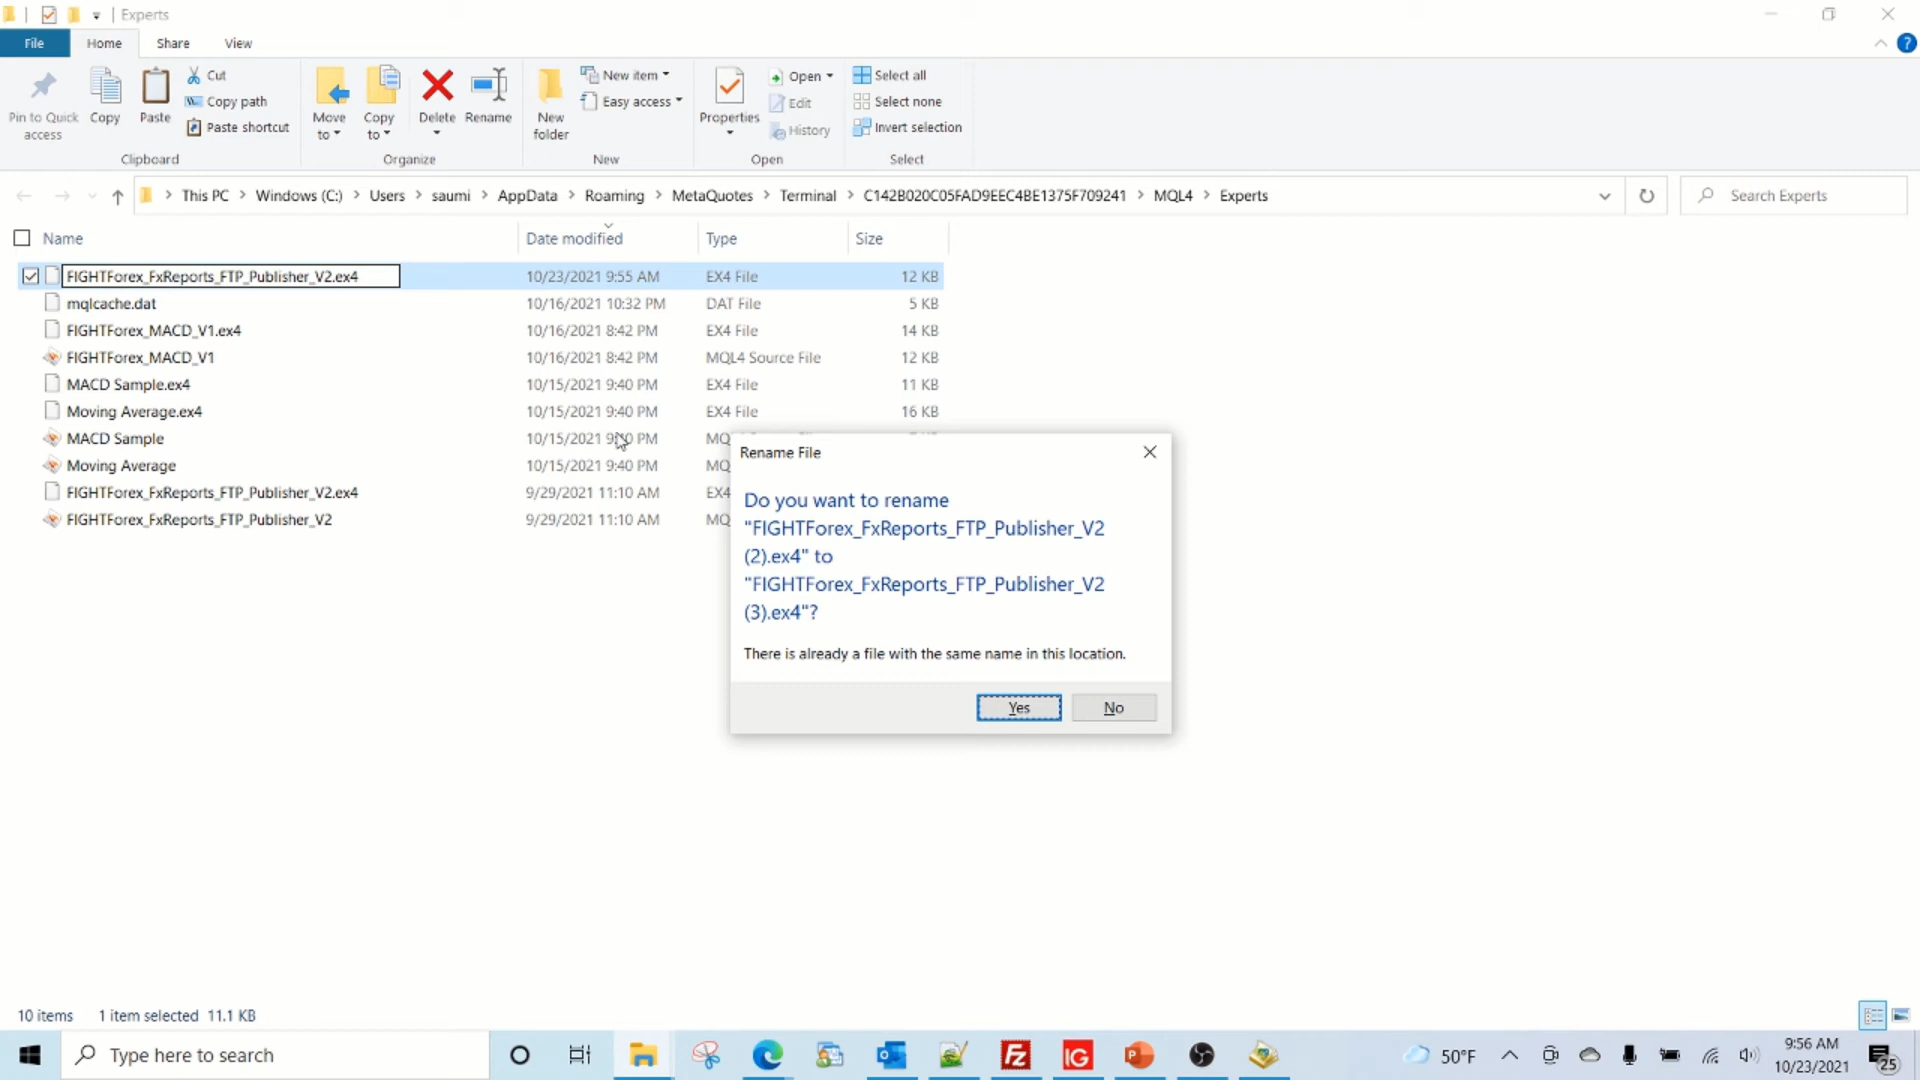 Experts
File Home Share View
Pin to Quick access
Copy
Paste
Cut
Copy path
Paste shortcut
Clipboard
Move to
Copy to
Delete
Rename
Organize
New folder
New item
Easy access
New
Properties
Open
Edit
History
Open
Select all
Select none
Invert selection
Select
This PC > Windows (C:) > Users > saumi > AppData > Roaming > MetaQuotes > Terminal > C142B020C05FAD9EEC4BE1375F709241 > MQL4 > Experts
Search Experts
Name Date modified Type Size
FIGHTForex_FxReports_FTP_Publisher_V2.ex4 10/23/2021 9:55 AM EX4 File 12 KB
mqlcache.dat 10/16/2021 10:32 PM DAT File 5 KB
FIGHTForex_MACD_V1.ex4 10/16/2021 8:42 PM EX4 File 14 KB
FIGHTForex_MACD_V1 10/16/2021 8:42 PM MQL4 Source File 12 KB
MACD Sample.ex4 10/15/2021 9:40 PM EX4 File 11 KB
Moving Average.ex4 10/15/2021 9:40 PM EX4 File 16 KB
MACD Sample 10/15/2021 PM MQ
Moving Average 10/15/2021 9:40 PM MQ
FIGHTForex_FxReports_FTP_Publisher_V2.ex4 9/29/2021 11:10 AM EX4
FIGHTForex_FxReports_FTP_Publisher_V2 9/29/2021 11:10 AM MQ
Rename File
Do you want to rename
"FIGHTForex_FxReports_FTP_Publisher_V2
(2).ex4" to
"FIGHTForex_FxReports_FTP_Publisher_V2
(3).ex4"?
There is already a file with the same name in this location.
Yes No
10 items 1 item selected 11.1 KB
Type here to search
50°F
9:56 AM
10/23/2021
25
Fz
IG